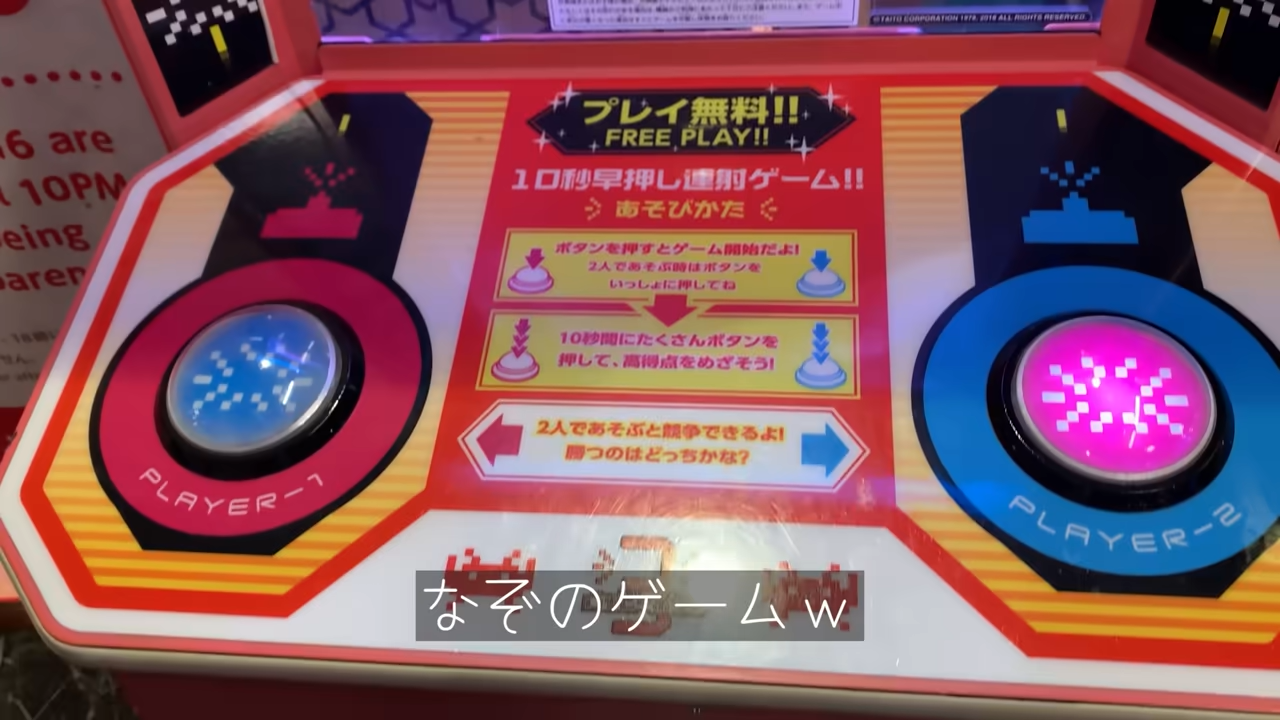 ©TAITO CORPORATION 1978, 2018 ALL RIGHTS RESERVED.
16 are
10PM
being
paren
プレイ無料!!
FREE PLAY!!
10秒早押し連射ゲーム!!
あそびかた
ボタンを押すとゲーム開始だよ!
2人であそぶ時はボタンを
いっしょに押してね
10秒間にたくさんボタンを
押して、高得点をめざそう!
2人であそぶと競争できるよ!
勝つのはどっちかな?
PLAYER-1
PLAYER-2
なぞのゲームw